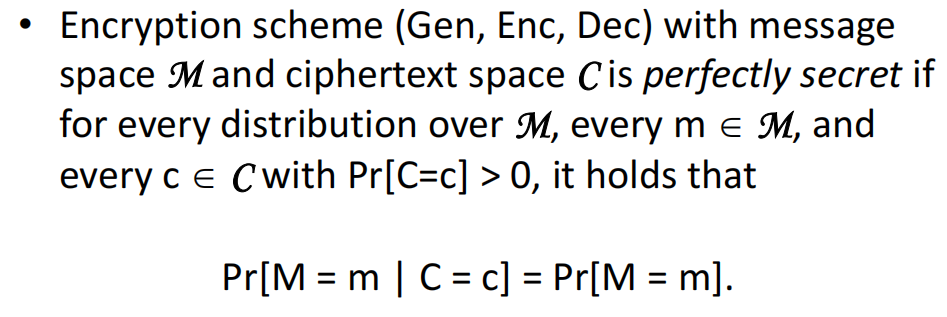 • Encryption scheme (Gen, Enc, Dec) with message
space ℳ and ciphertext space 𝒞 is perfectly secret if
for every distribution over ℳ, every m ∈ ℳ, and
every c ∈ 𝒞 with Pr[C=c] > 0, it holds that
Pr[M = m | C = c] = Pr[M = m].